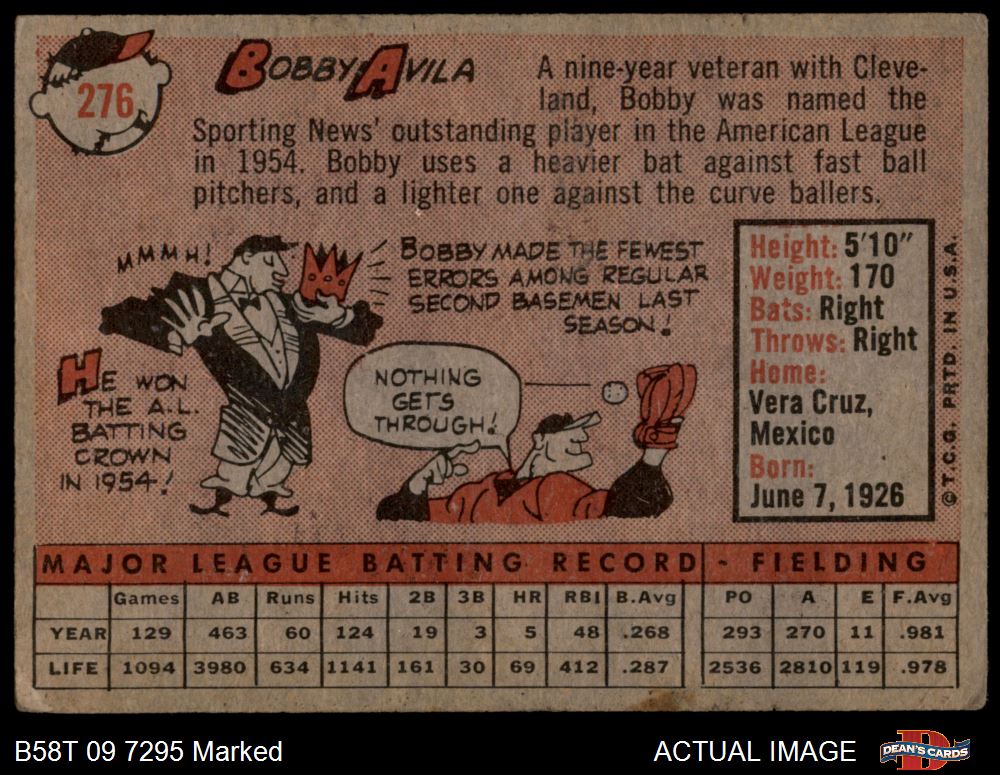 276
BOBBY AVILA
A nine-year veteran with Cleve-
land, Bobby was named the
Sporting News' outstanding player in the American League
in 1954. Bobby uses a heavier bat against fast ball
pitchers, and a lighter one against the curve ballers.
MMMH!
HE WON
THE A.L.
BATTING
CROWN
IN 1954!
BOBBY MADE THE FEWEST
ERRORS AMONG REGULAR
SECOND BASEMEN LAST
SEASON!
NOTHING
GETS
THROUGH!
Height: 5'10"
Weight: 170
Bats: Right
Throws: Right
Home:
Vera Cruz,
Mexico
Born:
June 7, 1926
© T.C.G. PRTD. IN U.S.A.
MAJOR LEAGUE BATTING RECORD - FIELDING
Games AB Runs Hits 2B 3B HR RBI B.Avg PO A E F.Avg
YEAR 129 463 60 124 19 3 5 48 .268 293 270 11 .981
LIFE 1094 3980 634 1141 161 30 69 412 .287 2536 2810 119 .978
B58T 09 7295 Marked
ACTUAL IMAGE
D
DEAN'S CARDS